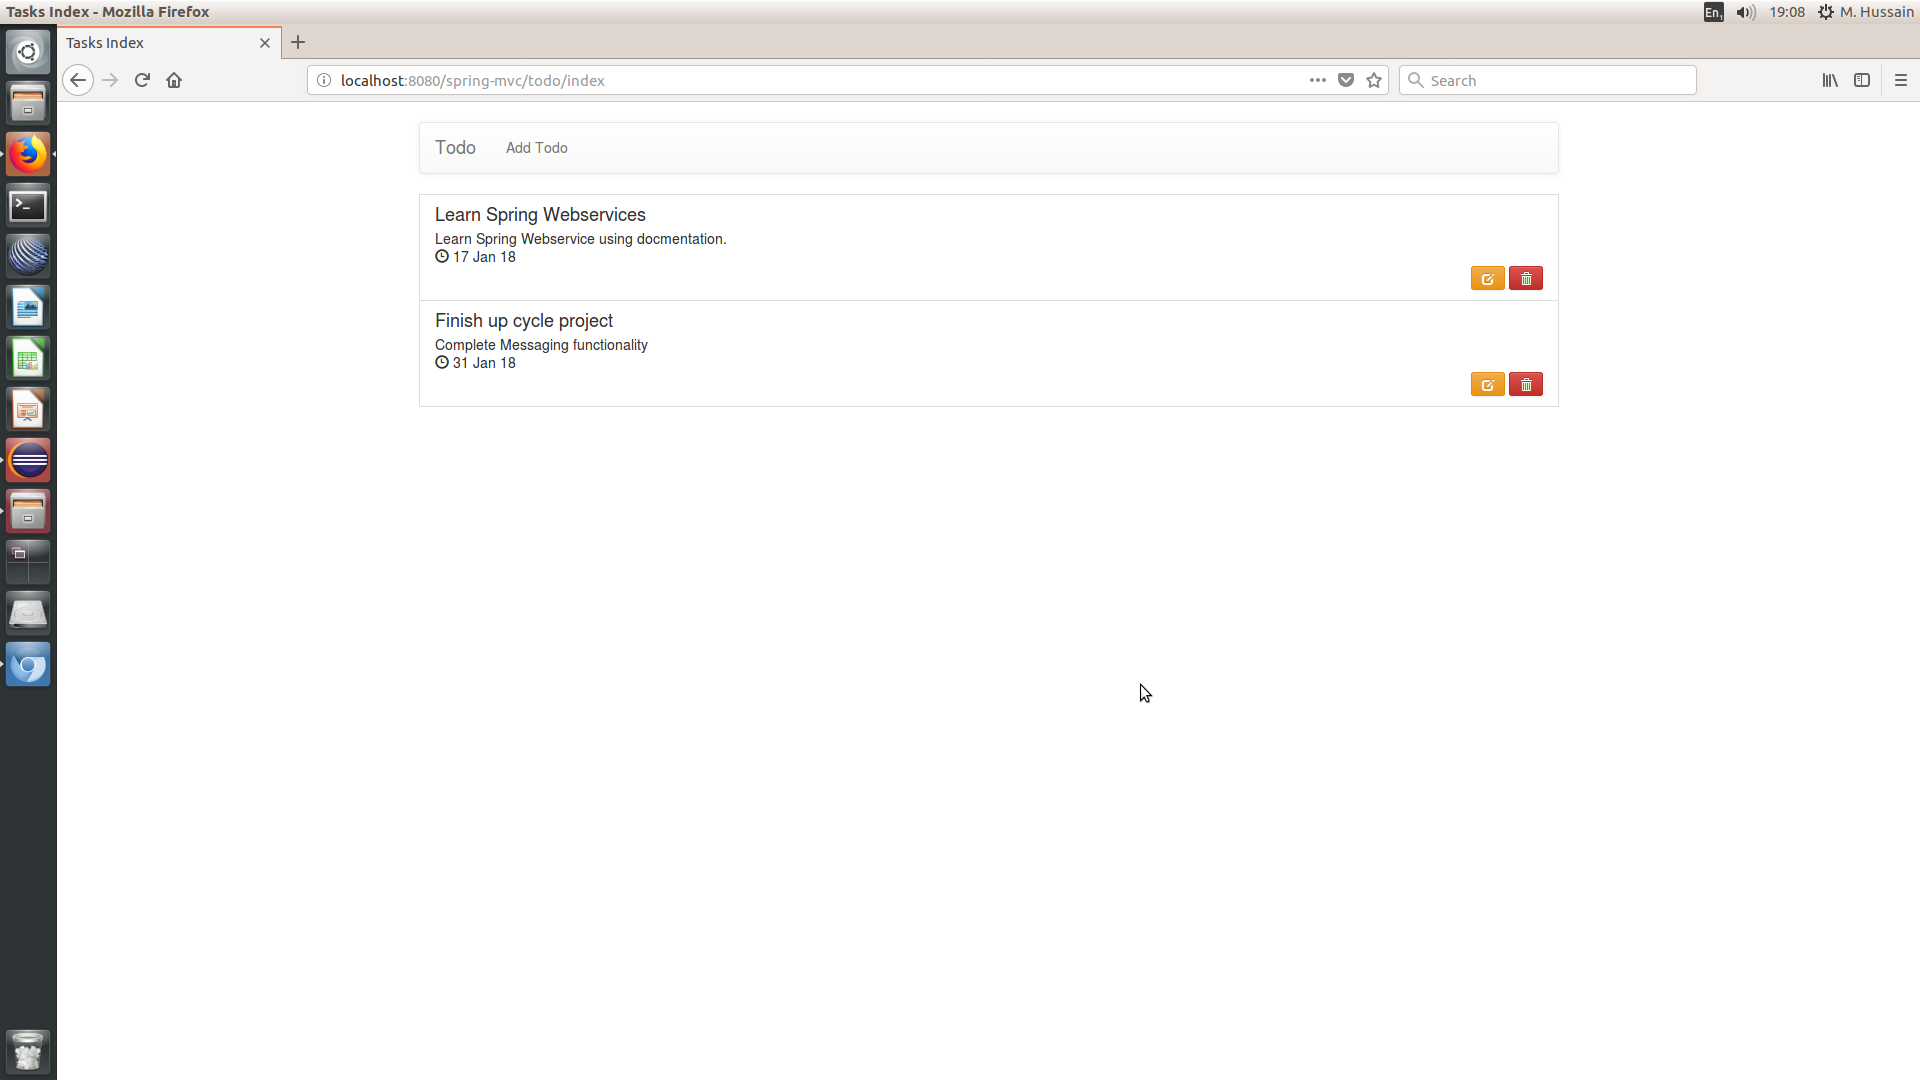 Tasks Index - Mozilla Firefox
En1 19:08 M. Hussain
Tasks Index
localhost:8080/spring-mvc/todo/index
Search
Todo Add Todo
Learn Spring Webservices
Learn Spring Webservice using docmentation.
17 Jan 18
Finish up cycle project
Complete Messaging functionality
31 Jan 18